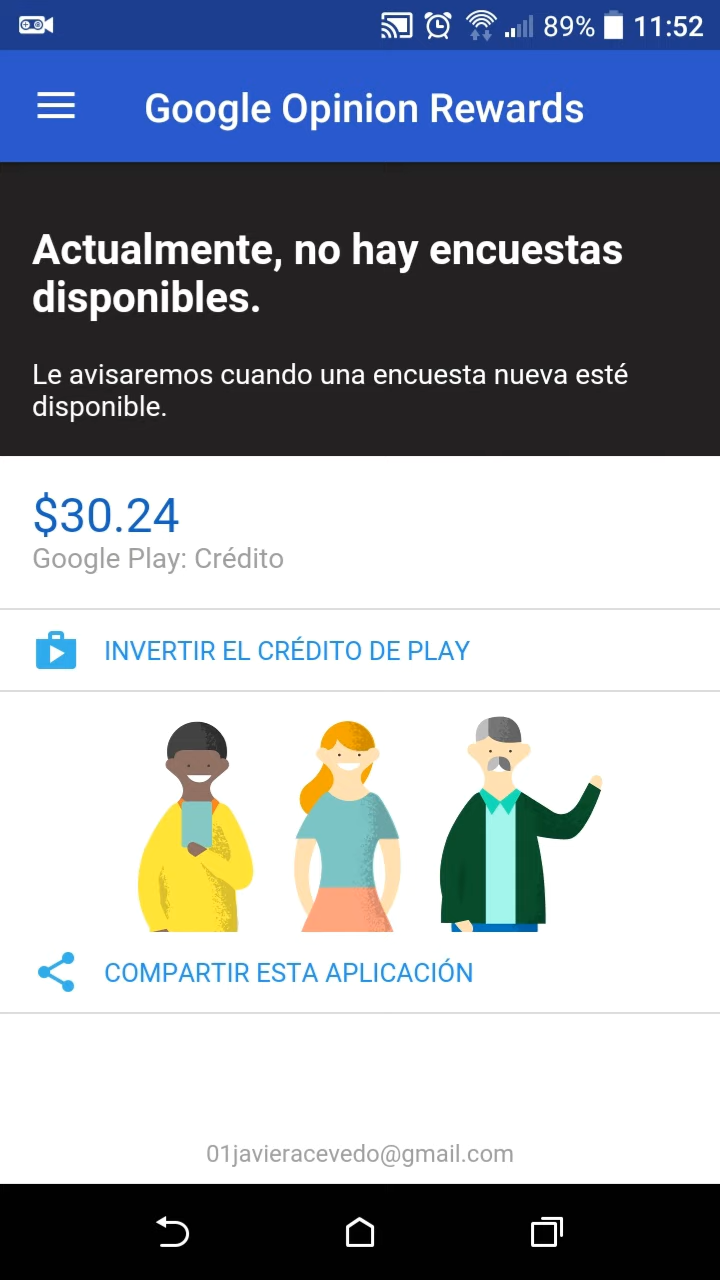 89% 11:52
Google Opinion Rewards
Actualmente, no hay encuestas
disponibles.
Le avisaremos cuando una encuesta nueva esté
disponible.
$30.24
Google Play: Crédito
INVERTIR EL CRÉDITO DE PLAY
COMPARTIR ESTA APLICACIÓN
01javieracevedo@gmail.com